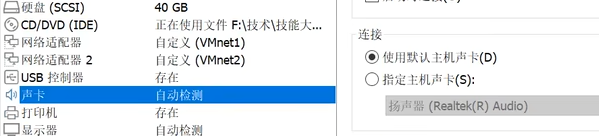 硬盘 (SCSI) 40 GB
CD/DVD (IDE) 正在使用文件 F:\技术\技能大...
网络适配器 自定义 (VMnet1)
网络适配器 2 自定义 (VMnet2)
USB 控制器 存在
声卡 自动检测
打印机 存在
显示器 自动检测
连接
使用默认主机声卡(D)
指定主机声卡(S):
扬声器 (Realtek(R) Audio)